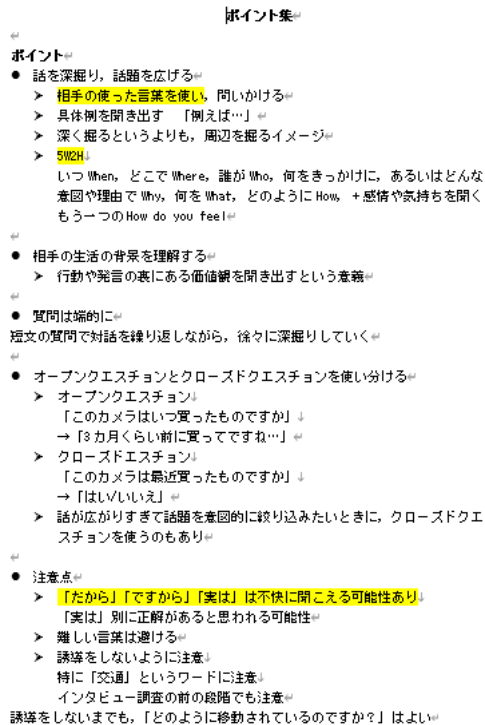 ポイント集
ポイント
● 話を深掘り，話題を広げる
➤ 相手の使った言葉を使い，問いかける
➤ 具体例を聞き出す　「例えば…」
➤ 深く掘るというよりも，周辺を掘るイメージ
➤ 5W2H
いつ When，どこで Where，誰が Who，何をきっかけに，あるいはどんな
意図や理由で Why，何を What，どのように How，＋感情や気持ちを聞く
もう一つの How do you feel
● 相手の生活の背景を理解する
➤ 行動や発言の裏にある価値観を聞き出すという意義
● 質問は端的に
短文の質問で対話を繰り返しながら，徐々に深掘りしていく
● オープンクエスチョンとクローズドクエスチョンを使い分ける
➤ オープンクエスチョン
「このカメラはいつ買ったものですか」
→「3 カ月くらい前に買ってですね…」
➤ クローズドエスチョン
「このカメラは最近買ったものですか」
→「はい/いいえ」
➤ 話が広がりすぎて話題を意図的に絞り込みたいときに，クローズドクエ
スチョンを使うのもあり
● 注意点
➤ 「だから」「ですから」「実は」は不快に聞こえる可能性あり
「実は」別に正解があると思われる可能性
➤ 難しい言葉は避ける
➤ 誘導をしないように注意
特に「交通」というワードに注意
インタビュー調査の前の段階でも注意
誘導をしないまでも，「どのように移動されているのですか？」はよい